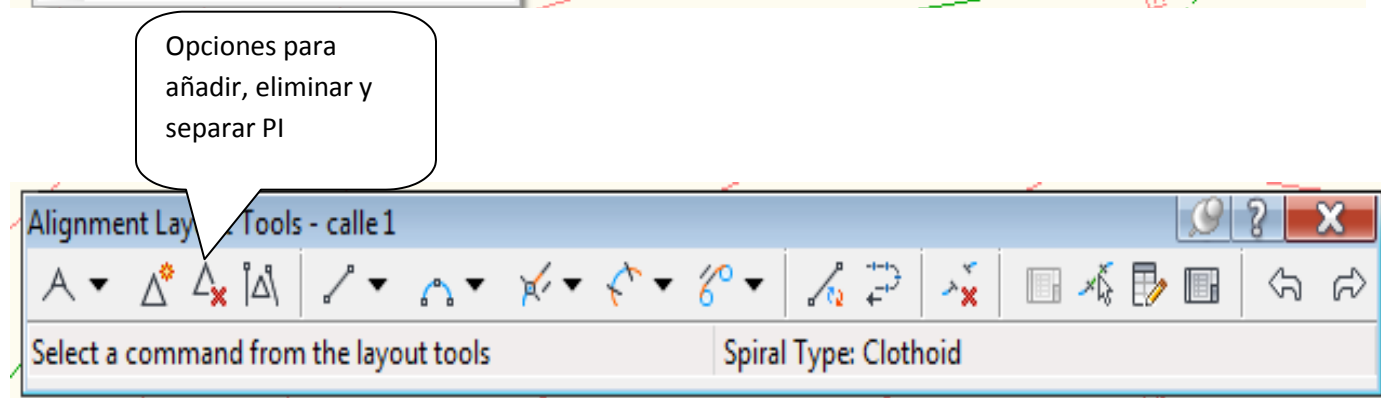 Opciones para
añadir, eliminar y
separar PI
Alignment Lay Tools - calle 1
Select a command from the layout tools
Spiral Type: Clothoid